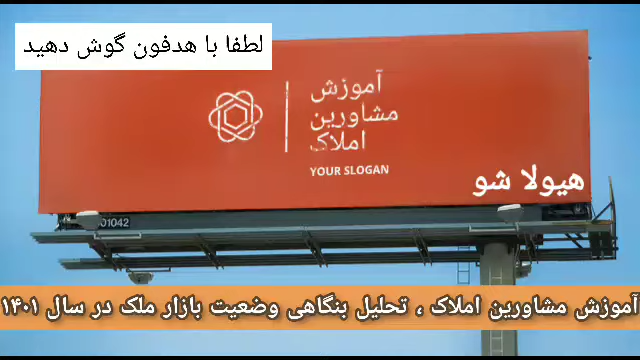 لطفا با هدفون گوش دهید
آموزش
مشاورین
املاک
YOUR SLOGAN
هیولا شو
01042
آموزش مشاورین املاک ، تحلیل بنگاهی وضعیت بازار ملک در سال ۱۴۰۱